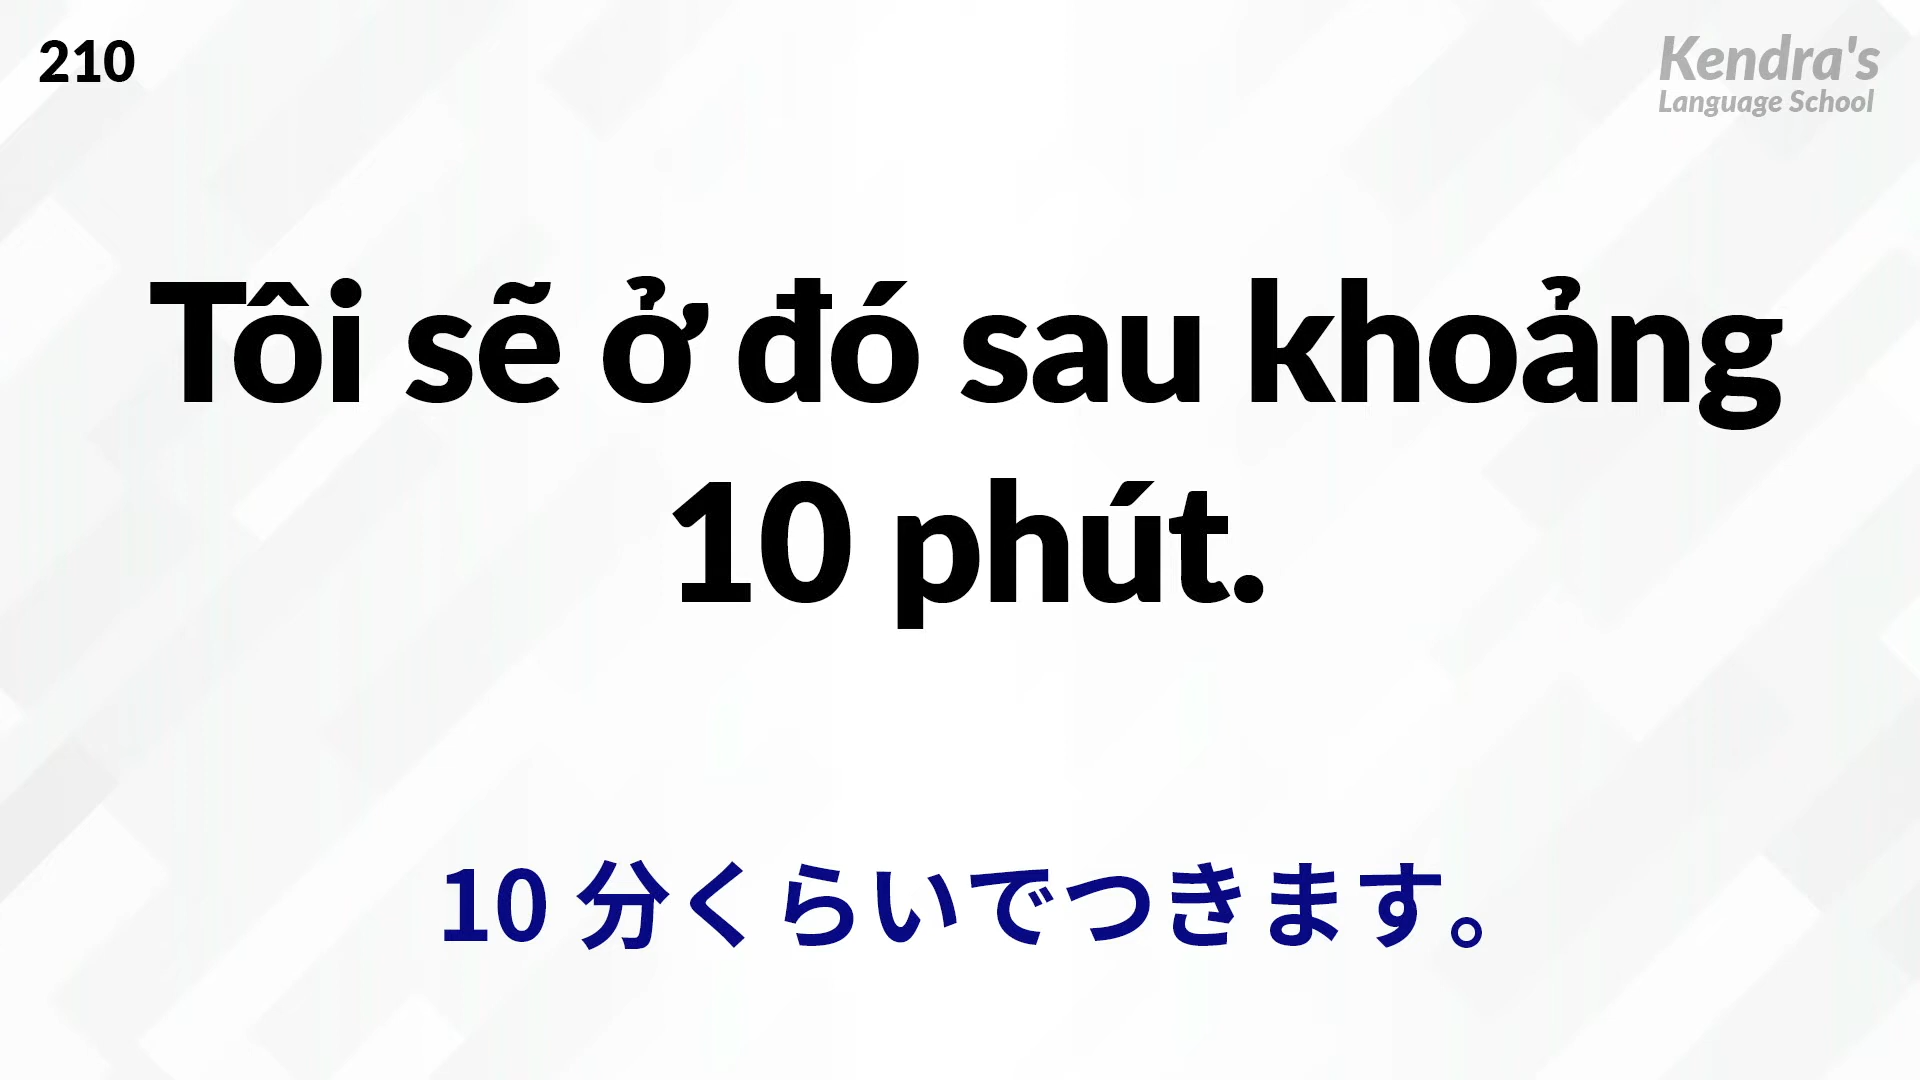 210
Kendra's
Language School
Tôi sẽ ở đó sau khoảng
10 phút.
10 分くらいでつきます。